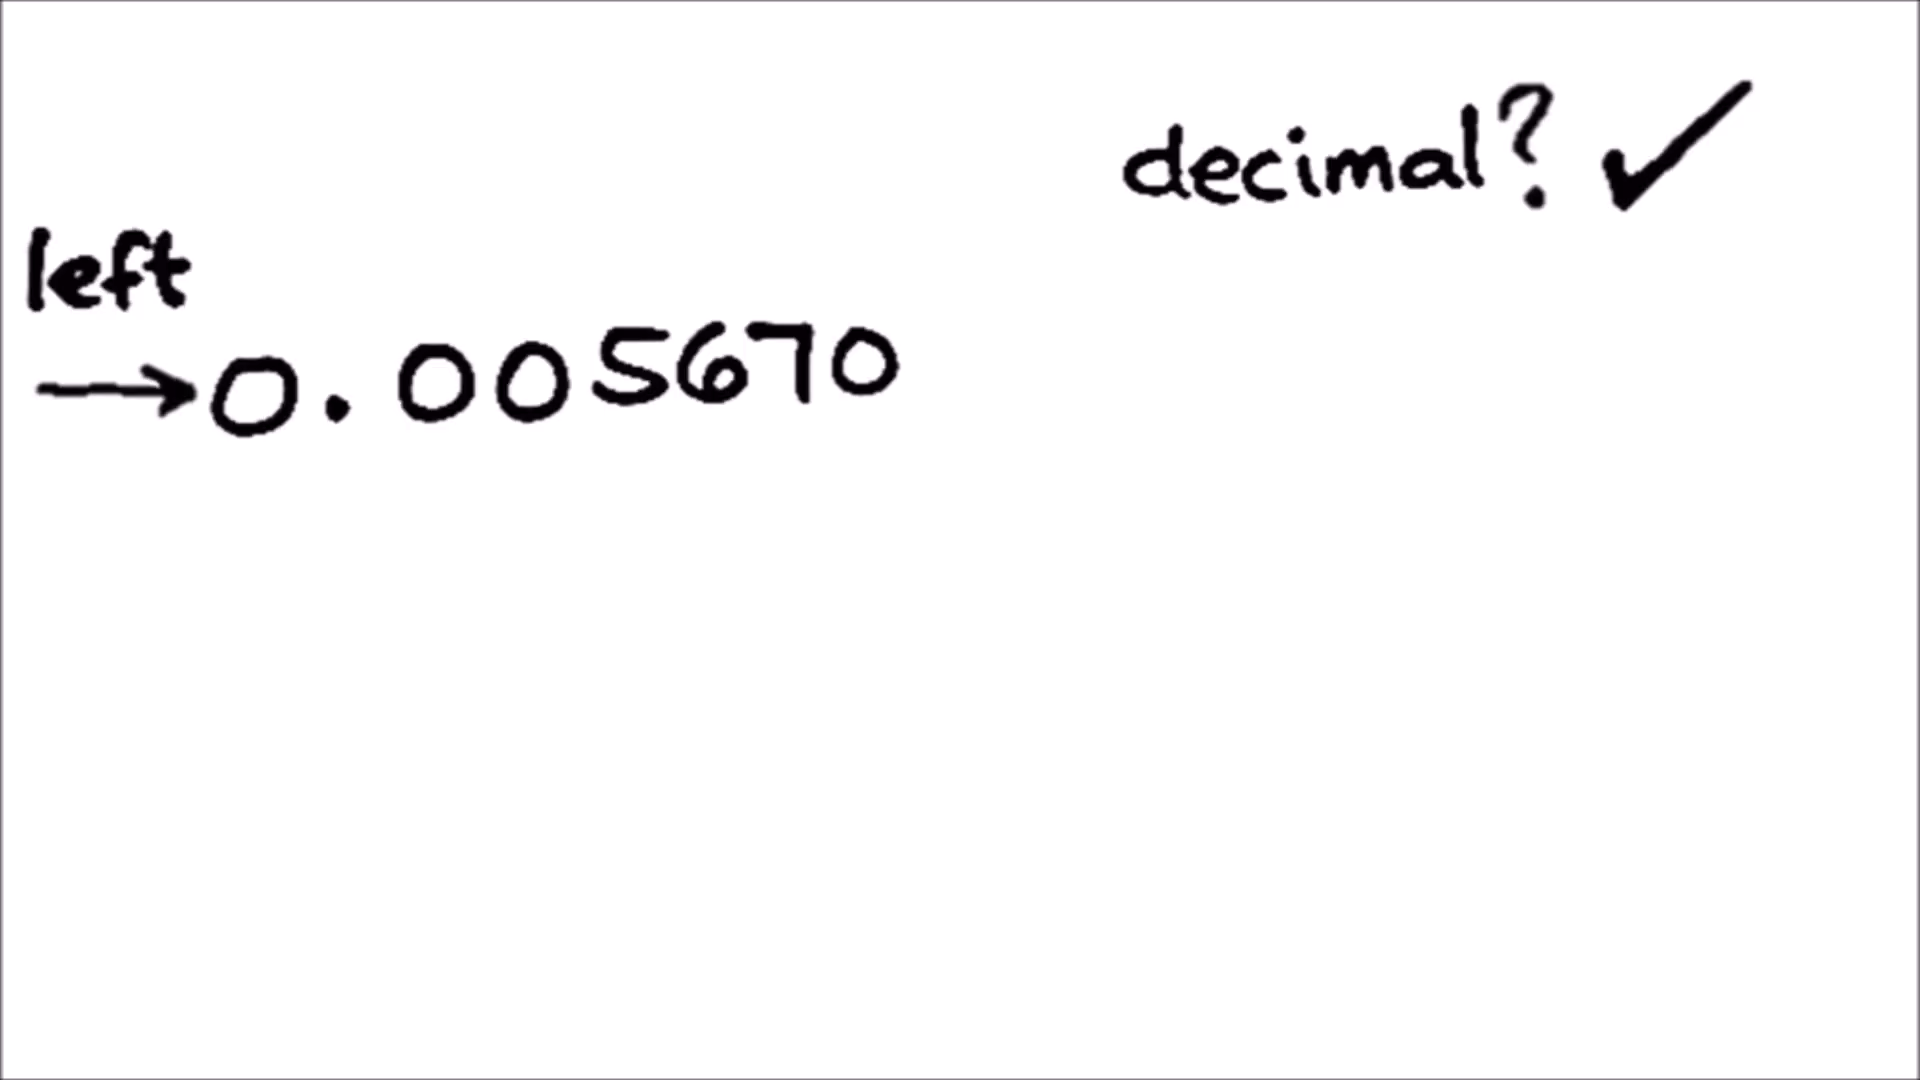 decimal? ✓
left
→0.005670